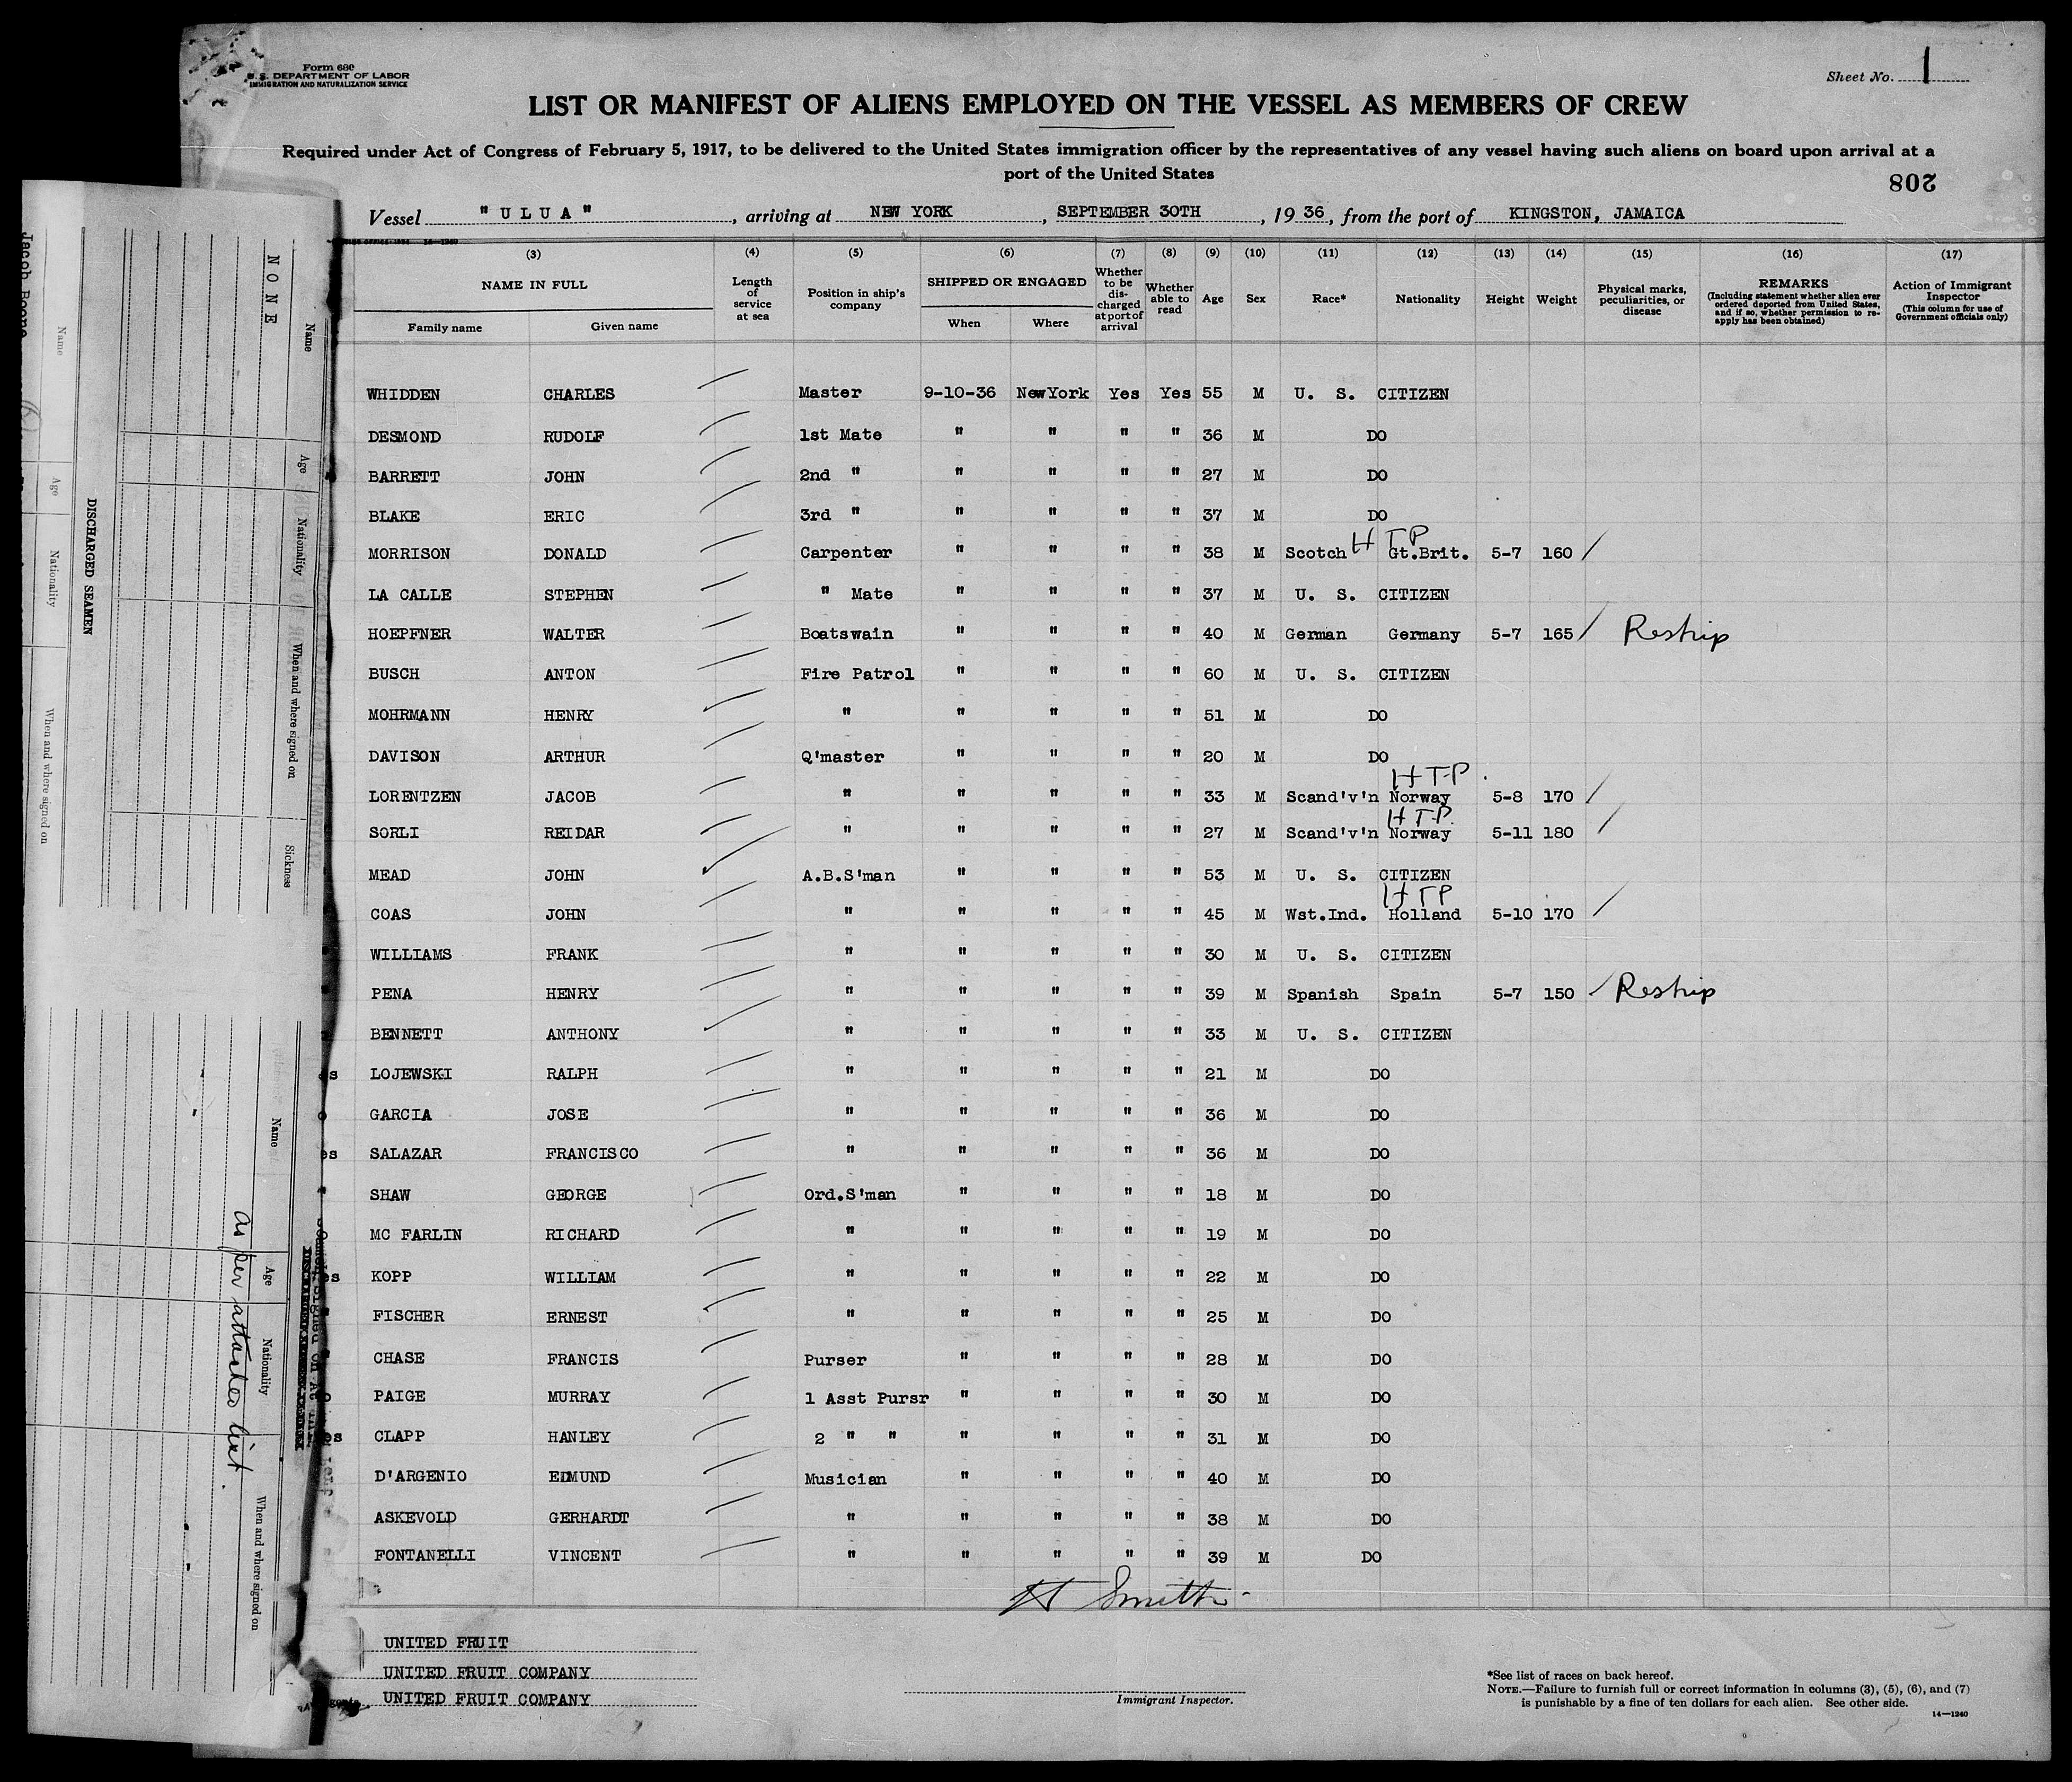 Form 680
U.S. DEPARTMENT OF LABOR
IMMIGRATION AND NATURALIZATION SERVICE
Sheet No. 1
LIST OR MANIFEST OF ALIENS EMPLOYED ON THE VESSEL AS MEMBERS OF CREW
Required under Act of Congress of February 5, 1917, to be delivered to the United States immigration officer by the representatives of any vessel having such aliens on board upon arrival at a
port of the United States
208
Vessel "ULUA", arriving at NEW YORK, SEPTEMBER 30TH, 1936, from the port of KINGSTON, JAMAICA
(3) (4) (5) (6) (7) (8) (9) (10) (11) (12) (13) (14) (15) (16) (17)
NAME IN FULL Length of service at sea Position in ship's company SHIPPED OR ENGAGED Whether to be discharged at port of arrival Whether able to read Age Sex Race* Nationality Height Weight Physical marks, peculiarities, or disease REMARKS (Including statement whether alien ever ordered deported from United States, and if so, whether permission to re-apply has been obtained) Action of Immigrant Inspector (This column for use of Government officials only)
Family name Given name When Where
WHIDDEN CHARLES Master 9-10-36 NewYork Yes Yes 55 M U. S. CITIZEN
DESMOND RUDOLF 1st Mate " " " " 36 M DO
BARRETT JOHN 2nd " " " " " 27 M DO
BLAKE ERIC 3rd " " " " " 37 M DO
H T P
MORRISON DONALD Carpenter " " " " 38 M Scotch Gt.Brit. 5-7 160 /
LA CALLE STEPHEN " Mate " " " " 37 M U. S. CITIZEN
HOEPFNER WALTER Boatswain " " " " 40 M German Germany 5-7 165 / Reship
BUSCH ANTON Fire Patrol " " " " 60 M U. S. CITIZEN
MOHRMANN HENRY " " " " " 51 M DO
DAVISON ARTHUR Q'master " " " " 20 M DO
H T P
LORENTZEN JACOB " " " " " 33 M Scand'v'n Norway 5-8 170 /
H T P
SORLI REIDAR " " " " " 27 M Scand'v'n Norway 5-11 180 /
MEAD JOHN A.B.S'man " " " " 53 M U. S. CITIZEN
H T P
COAS JOHN " " " " " 45 M Wst.Ind. Holland 5-10 170 /
WILLIAMS FRANK " " " " " 30 M U. S. CITIZEN
PENA HENRY " " " " " 39 M Spanish Spain 5-7 150 / Reship
BENNETT ANTHONY " " " " " 33 M U. S. CITIZEN
LOJEWSKI RALPH " " " " " 21 M DO
GARCIA JOSE " " " " " 36 M DO
SALAZAR FRANCISCO " " " " " 36 M DO
SHAW GEORGE Ord.S'man " " " " 18 M DO
MC FARLIN RICHARD " " " " " 19 M DO
KOPP WILLIAM " " " " " 22 M DO
FISCHER ERNEST " " " " " 25 M DO
CHASE FRANCIS Purser " " " " 28 M DO
PAIGE MURRAY 1 Asst Pursr " " " " 30 M DO
CLAPP HANLEY 2 " " " " " " 31 M DO
D'ARGENIO EDMUND Musician " " " " 40 M DO
ASKEVOLD GERHARDT " " " " " 38 M DO
FONTANELLI VINCENT " " " " " 39 M DO
Smith
UNITED FRUIT
UNITED FRUIT COMPANY
UNITED FRUIT COMPANY
Immigrant Inspector.
*See list of races on back hereof.
NOTE.—Failure to furnish full or correct information in columns (3), (5), (6), and (7)
is punishable by a fine of ten dollars for each alien. See other side.
14—1240
NONE
Name Age Nationality When and where signed on Sickness
DISCHARGED SEAMEN
Name Age Nationality When and where signed on
Name Age Nationality When and where signed on
as per attached list